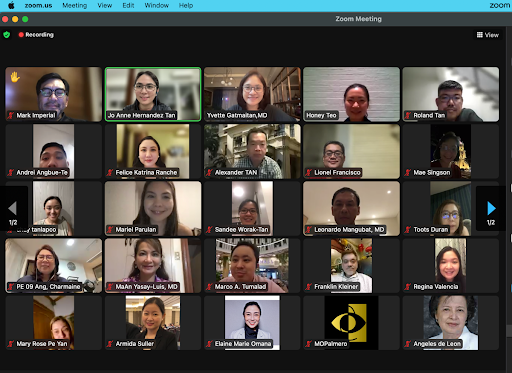 zoom.us Meeting View Edit Window Help zoom
Zoom Meeting
Recording View
Mark Imperial Jo Anne Hernandez Tan Yvette Gatmaitan,MD Honey Teo Roland Tan
Andrei Angbue-Te Felice Katrina Ranche Alexander TAN Lionel Francisco Mae Singson
1/2 1/2
taniapco Mariel Parulan Sandee Worak-Tan Leonardo Mangubat, MD Toots Duran
PE 09 Ang, Charmaine MaAn Yasay-Luis, MD Marco A. Tumalad Franklin Kleiner Regina Valencia
Mary Rose Pe Yan Armida Suller Elaine Marie Omana MDPalmero Angeles de Leon